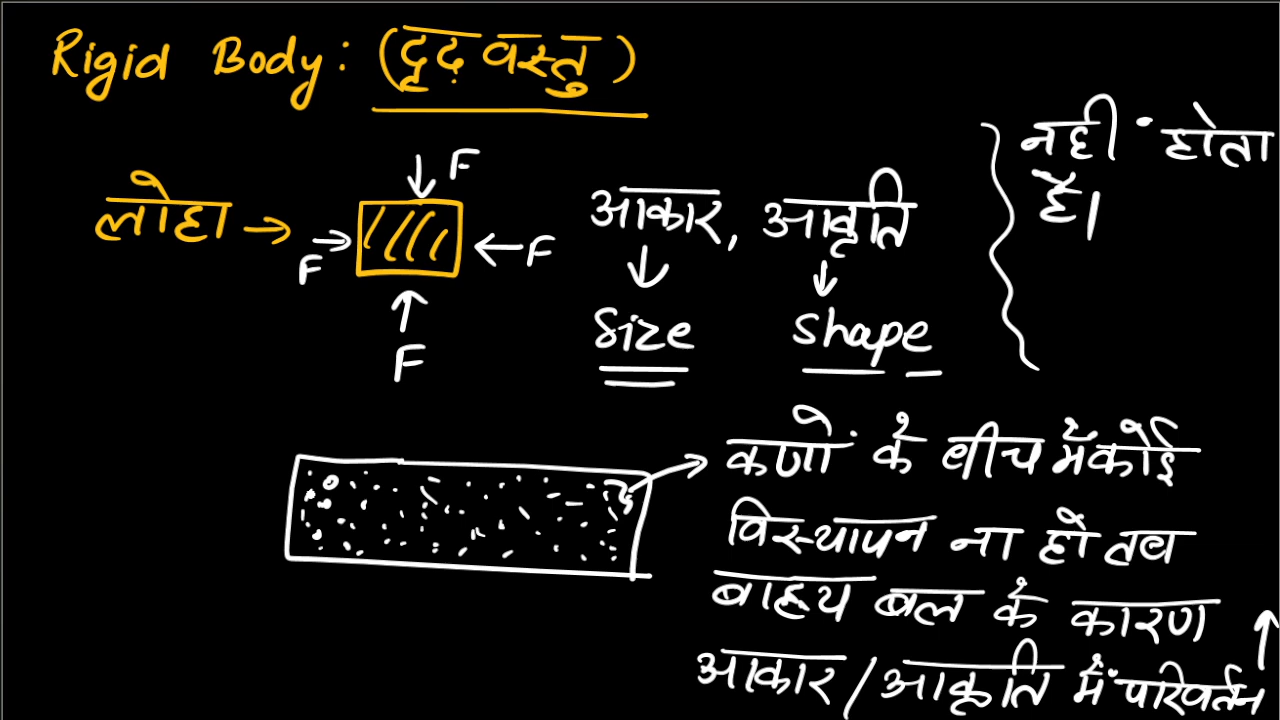 Rigid Body : (दृढ़ वस्तु)
लोहा →
F
F
F
F
आकार, आकृति
Size
Shape
नहीं होता
है।
कणों के बीच में कोई
विस्थापन ना हो तब
बाह्य बल के कारण
आकार/आकृति में परिवर्तन